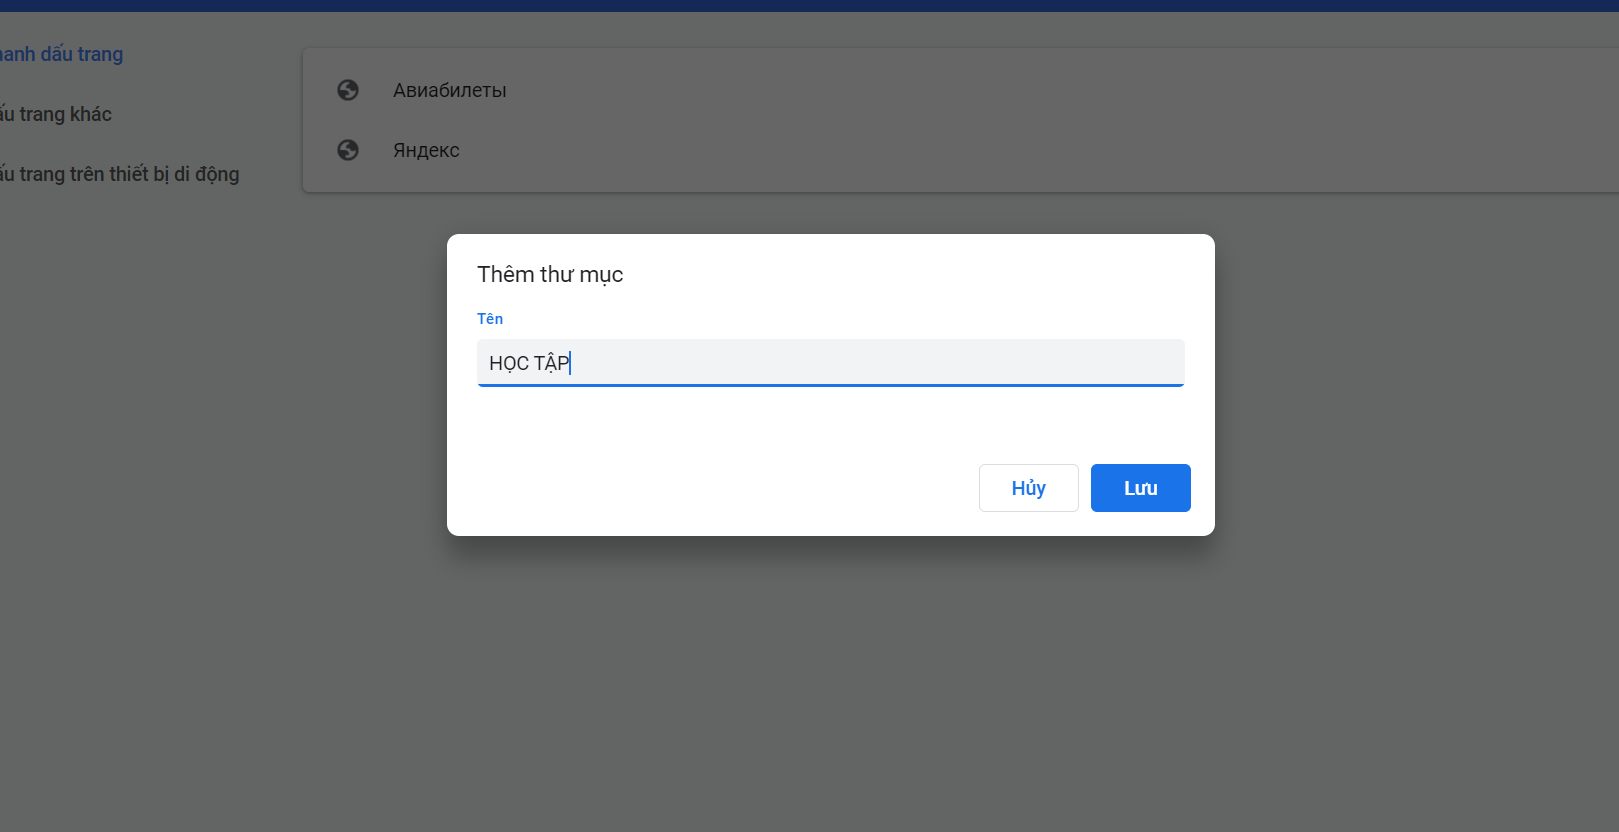 anh dấu trang
ấu trang khác
ấu trang trên thiết bị di động
Авиабилеты
Яндекс
Thêm thư mục
Tên
HỌC TẬP
Hủy
Lưu